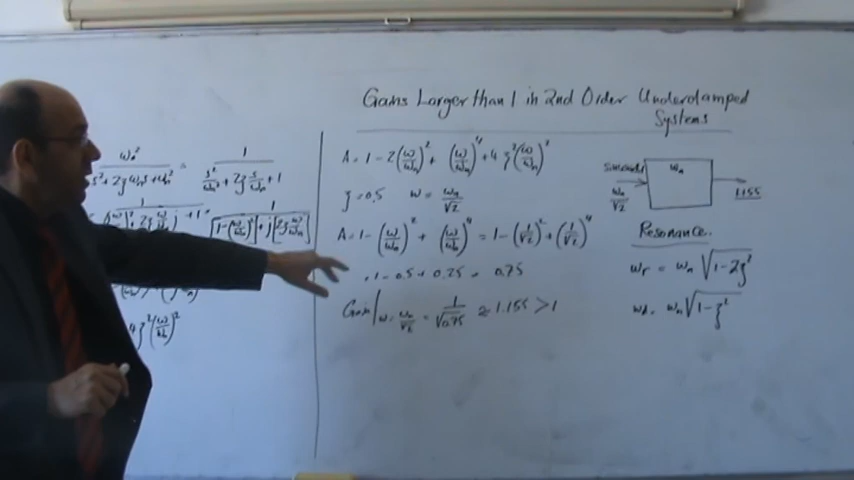 Gains Larger than 1 in 2nd Order Underdamped
Systems
ωn² / (s² + 2ζωns + ωn²) = 1 / (s²/ωn² + 2ζ s/ωn + 1)
1
= 1 / ([1 - (ω/ωn)²] + j[2ζ ω/ωn])
A = 1 - 2(ω/ωn)² + (ω/ωn)⁴ + 4ζ²(ω/ωn)²
ζ = 0.5 ω = ωn/√2
A = 1 - (ω/ωn)² + (ω/ωn)⁴ = 1 - (1/√2)² + (1/√2)⁴
= 1 - 0.5 + 0.25 = 0.75
Gain|ω = ωn/√2 = 1/√0.75 ≅ 1.155 > 1
sinusoid
ωn/√2
ωn
1.155
Resonance.
ωr = ωn √(1 - 2ζ²)
ωd = ωn √(1 - ζ²)
4ζ²(ω/ωn)²